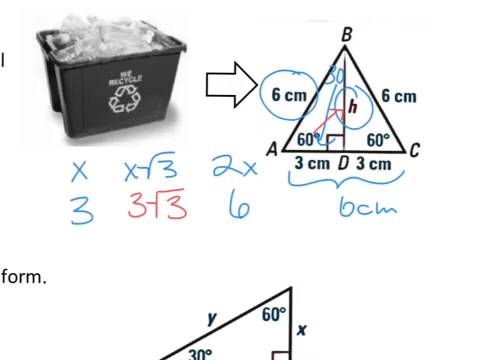 l
WE
RECYCLE
B
30
6 cm
6 cm
h
60°
60°
A
C
3 cm D 3 cm
x x√3 2x
3 3√3 6
6cm
form.
60°
y
x
30°